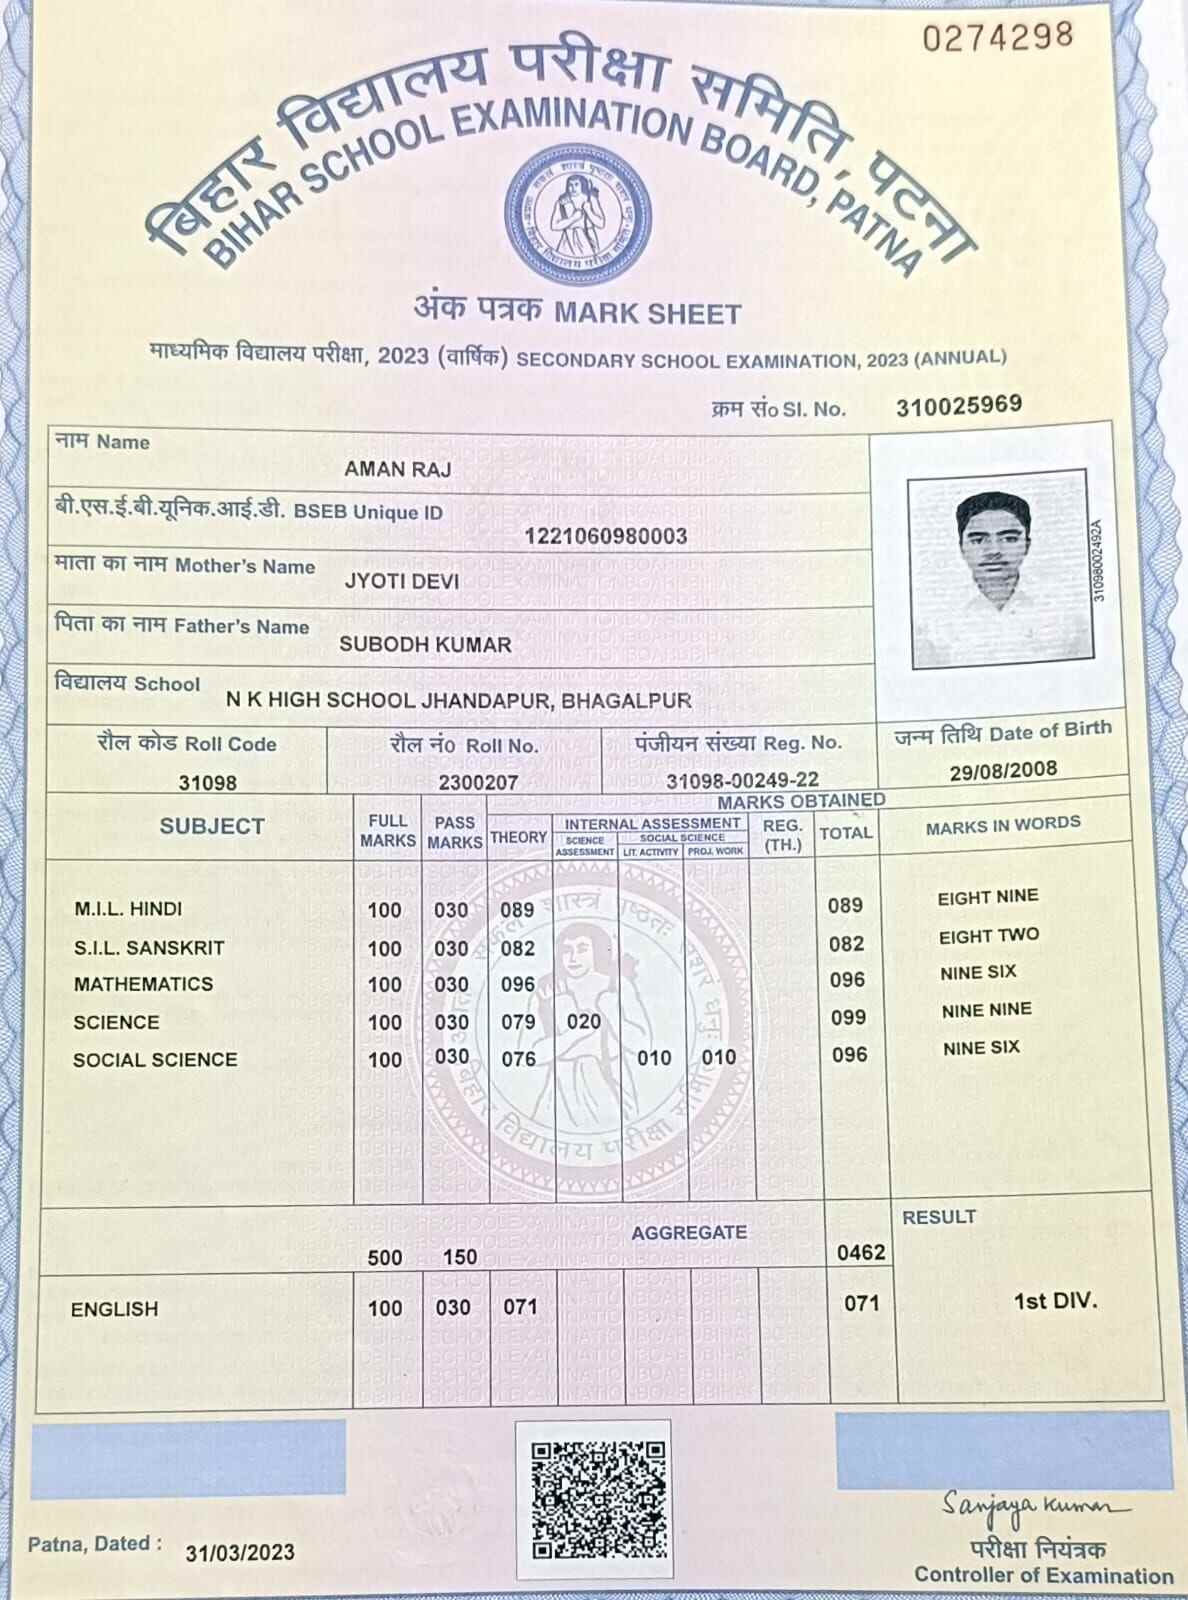 0274298
बिहार विद्यालय परीक्षा समिति, पटना
BIHAR SCHOOL EXAMINATION BOARD, PATNA
अंक पत्रक MARK SHEET
माध्यमिक विद्यालय परीक्षा, 2023 (वार्षिक) SECONDARY SCHOOL EXAMINATION, 2023 (ANNUAL)
क्रम सं० Sl. No. 310025969
नाम Name
AMAN RAJ
बी.एस.ई.बी.यूनिक.आई.डी. BSEB Unique ID
1221060980003
माता का नाम Mother's Name
JYOTI DEVI
पिता का नाम Father's Name
SUBODH KUMAR
विद्यालय School
N K HIGH SCHOOL JHANDAPUR, BHAGALPUR
31098002492A
रौल कोड Roll Code रौल नं० Roll No. पंजीयन संख्या Reg. No. जन्म तिथि Date of Birth
31098 2300207 31098-00249-22 29/08/2008
MARKS OBTAINED
SUBJECT FULL MARKS PASS MARKS THEORY INTERNAL ASSESSMENT REG. (TH.) TOTAL MARKS IN WORDS
SCIENCE ASSESSMENT SOCIAL SCIENCE
LIT. ACTIVITY PROJ. WORK
M.I.L. HINDI 100 030 089 089 EIGHT NINE
S.I.L. SANSKRIT 100 030 082 082 EIGHT TWO
MATHEMATICS 100 030 096 096 NINE SIX
SCIENCE 100 030 079 020 099 NINE NINE
SOCIAL SCIENCE 100 030 076 010 010 096 NINE SIX
बिहार विद्यालय परीक्षा समिति
AGGREGATE RESULT
500 150 0462
ENGLISH 100 030 071 071 1st DIV.
Patna, Dated : 31/03/2023
Sanjaya Kumar
परीक्षा नियंत्रक
Controller of Examination